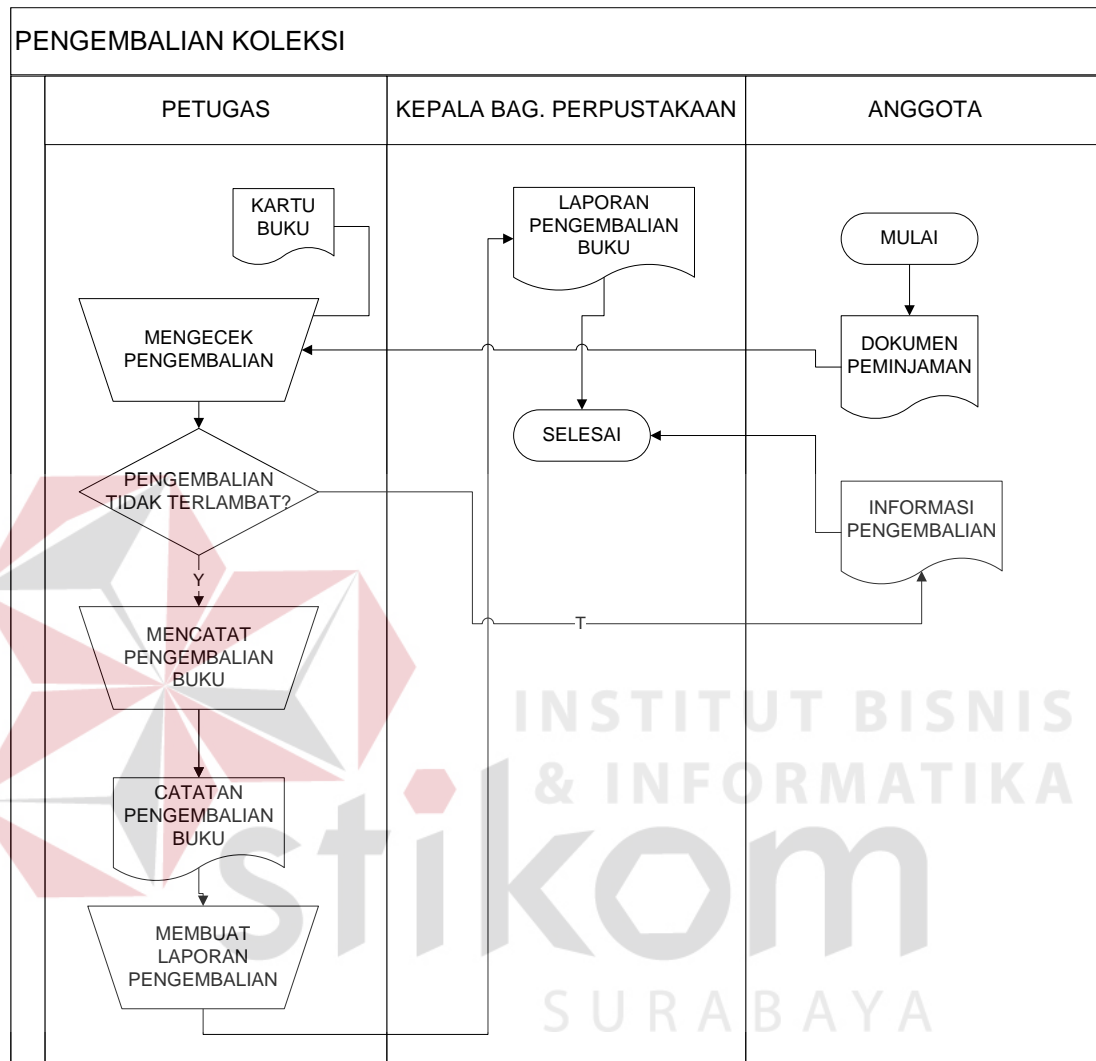 PENGEMBALIAN KOLEKSI
PETUGAS
KEPALA BAG. PERPUSTAKAAN
ANGGOTA
KARTU
BUKU
MENGECEK
PENGEMBALIAN
PENGEMBALIAN
TIDAK TERLAMBAT?
Y
MENCATAT
PENGEMBALIAN
BUKU
CATATAN
PENGEMBALIAN
BUKU
MEMBUAT
LAPORAN
PENGEMBALIAN
LAPORAN
PENGEMBALIAN
BUKU
SELESAI
T
MULAI
DOKUMEN
PEMINJAMAN
INFORMASI
PENGEMBALIAN
INSTITUT BISNIS
& INFORMATIKA
stikom
SURABAYA